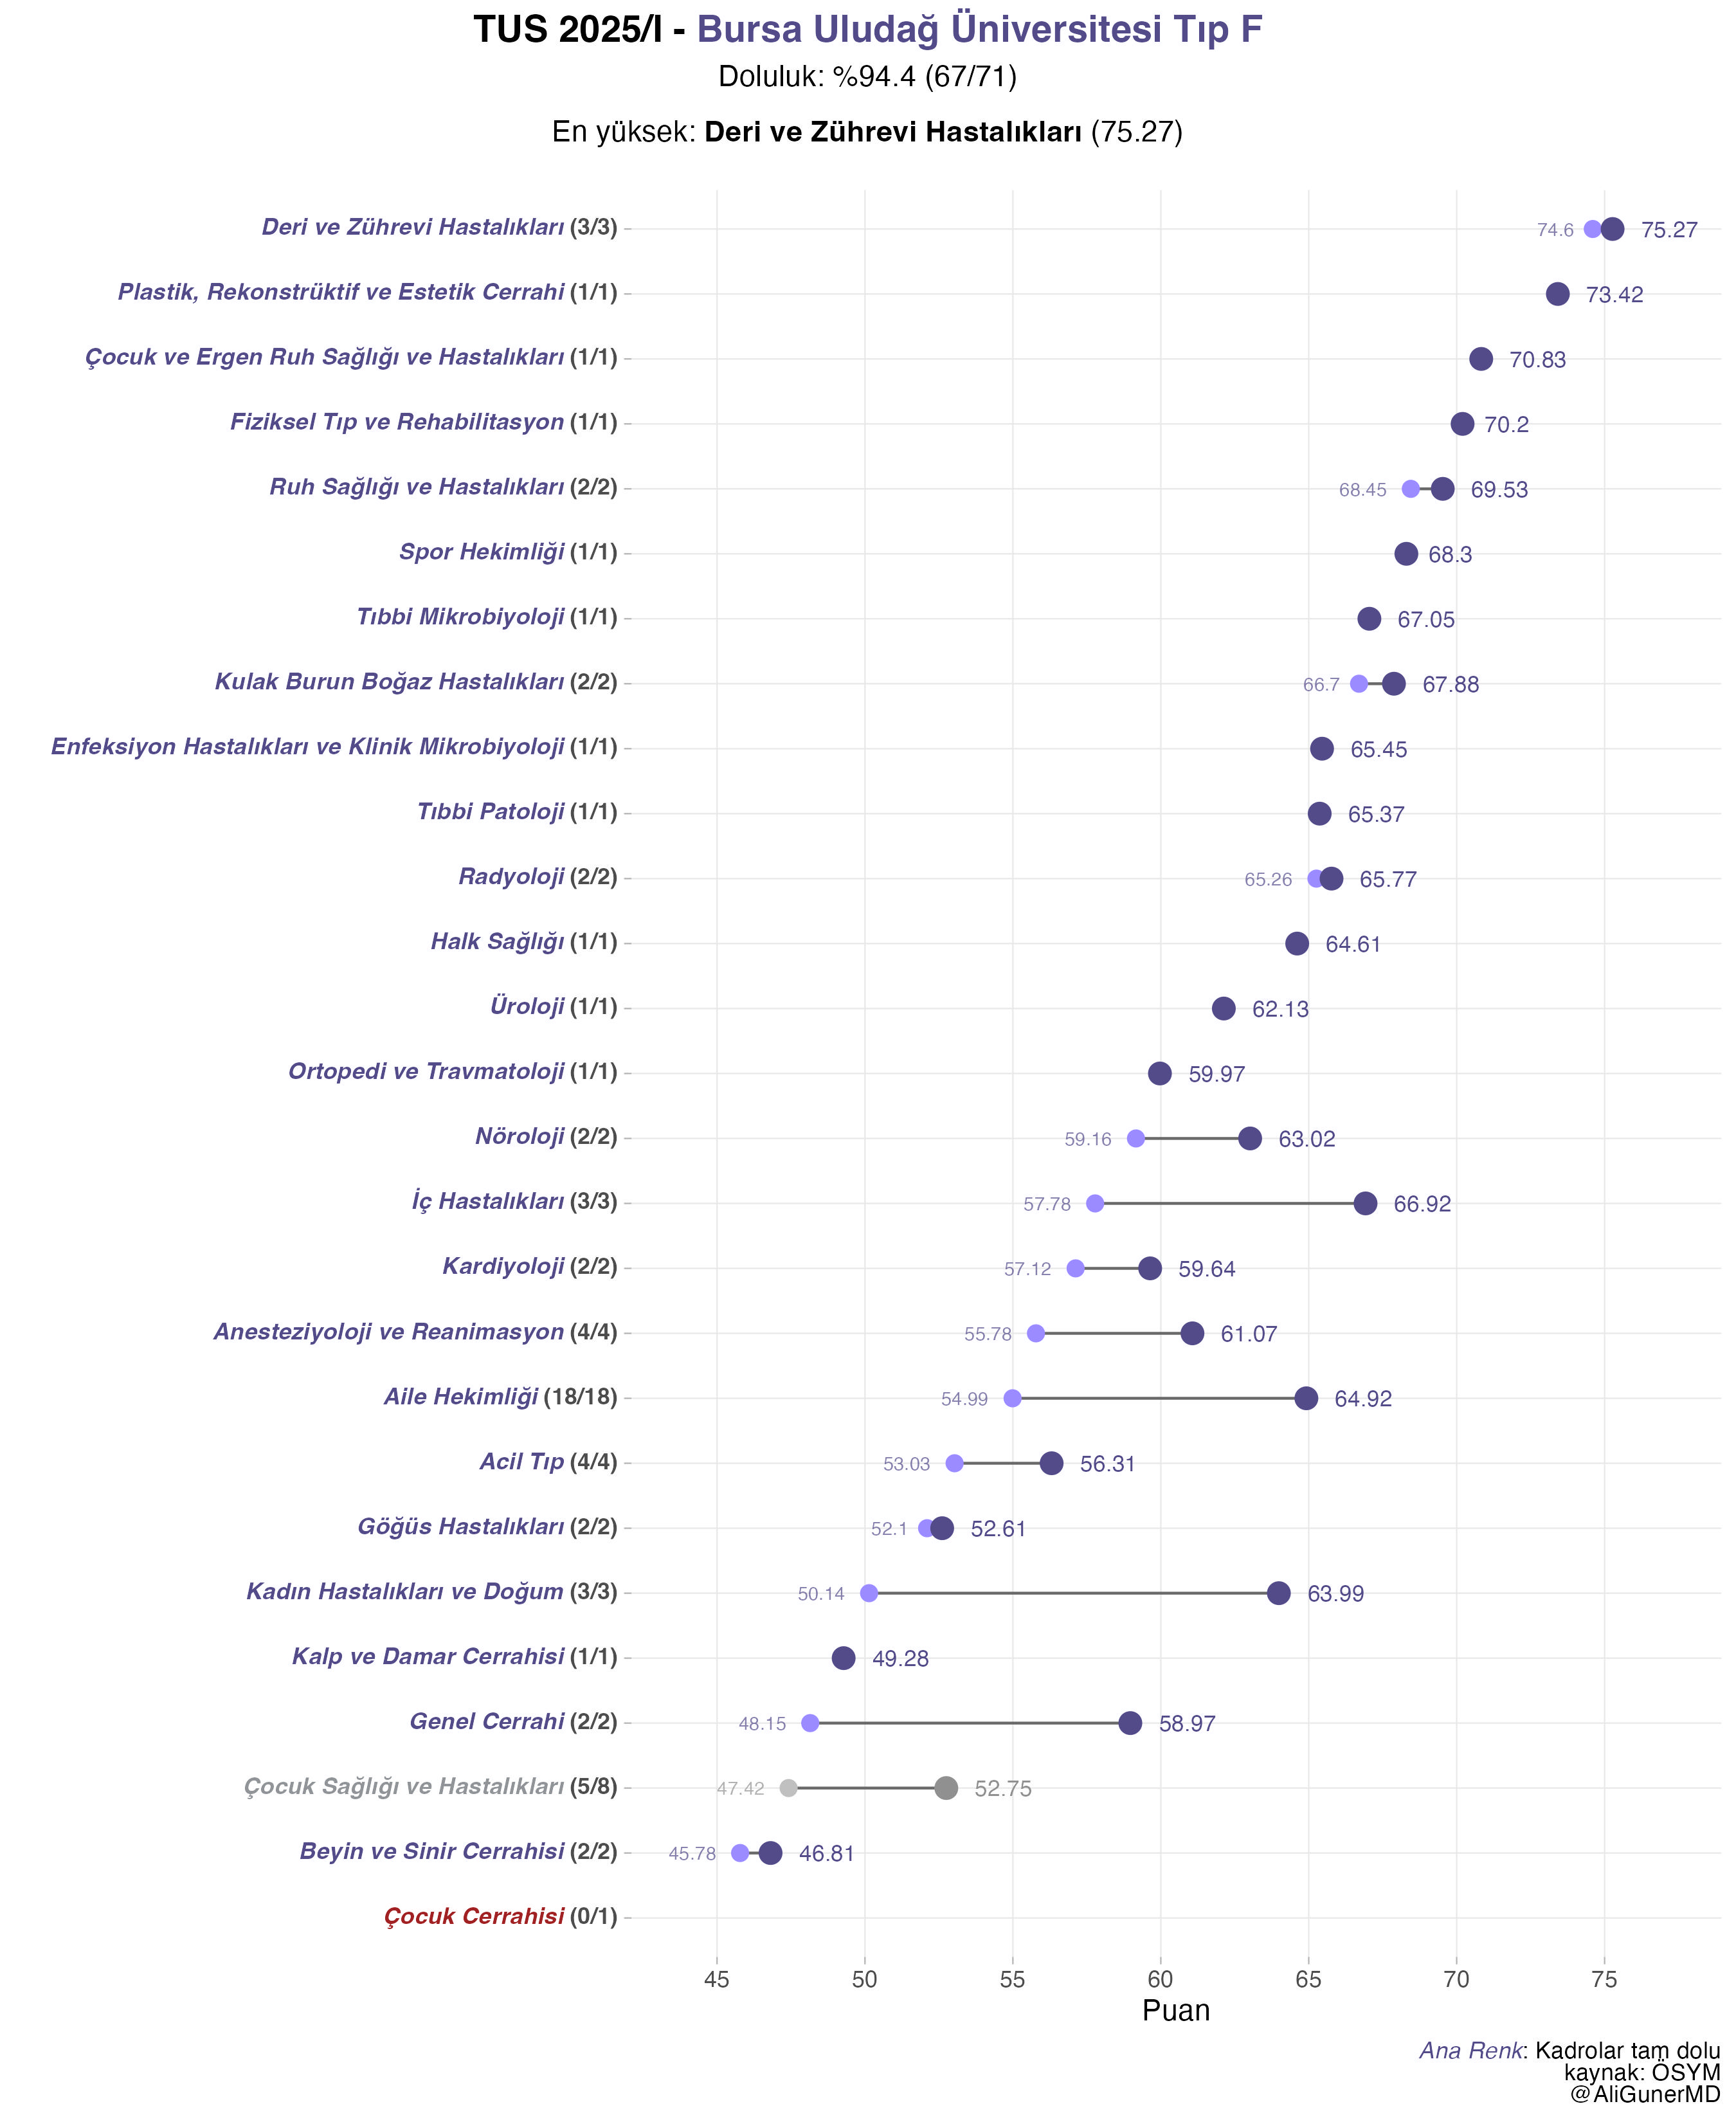 TUS 2025/I - Bursa Uludağ Üniversitesi Tıp F
Doluluk: %94.4 (67/71)
En yüksek: Deri ve Zührevi Hastalıkları (75.27)
Deri ve Zührevi Hastalıkları (3/3) 74.6 75.27
Plastik, Rekonstrüktif ve Estetik Cerrahi (1/1) 73.42
Çocuk ve Ergen Ruh Sağlığı ve Hastalıkları (1/1) 70.83
Fiziksel Tıp ve Rehabilitasyon (1/1) 70.2
Ruh Sağlığı ve Hastalıkları (2/2) 68.45 69.53
Spor Hekimliği (1/1) 68.3
Tıbbi Mikrobiyoloji (1/1) 67.05
Kulak Burun Boğaz Hastalıkları (2/2) 66.7 67.88
Enfeksiyon Hastalıkları ve Klinik Mikrobiyoloji (1/1) 65.45
Tıbbi Patoloji (1/1) 65.37
Radyoloji (2/2) 65.26 65.77
Halk Sağlığı (1/1) 64.61
Üroloji (1/1) 62.13
Ortopedi ve Travmatoloji (1/1) 59.97
Nöroloji (2/2) 59.16 63.02
İç Hastalıkları (3/3) 57.78 66.92
Kardiyoloji (2/2) 57.12 59.64
Anesteziyoloji ve Reanimasyon (4/4) 55.78 61.07
Aile Hekimliği (18/18) 54.99 64.92
Acil Tıp (4/4) 53.03 56.31
Göğüs Hastalıkları (2/2) 52.1 52.61
Kadın Hastalıkları ve Doğum (3/3) 50.14 63.99
Kalp ve Damar Cerrahisi (1/1) 49.28
Genel Cerrahi (2/2) 48.15 58.97
Çocuk Sağlığı ve Hastalıkları (5/8) 47.42 52.75
Beyin ve Sinir Cerrahisi (2/2) 45.78 46.81
Çocuk Cerrahisi (0/1)
45 50 55 60 65 70 75
Puan
Ana Renk: Kadrolar tam dolu
kaynak: ÖSYM
@AliGunerMD